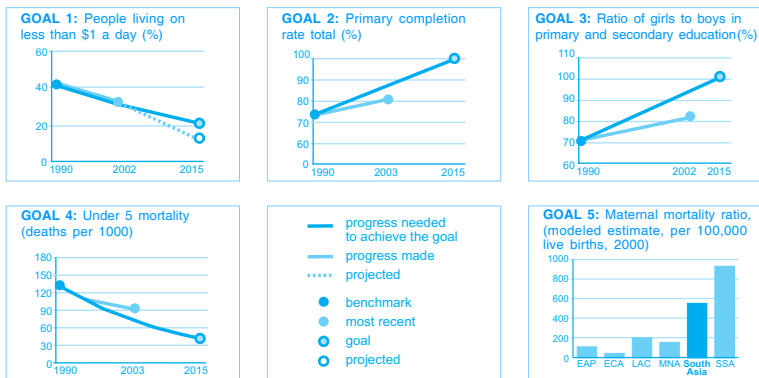 GOAL 1: People living on
less than $1 a day (%)
60
40
20
0
1990
2002
2015
GOAL 2: Primary completion
rate total (%)
100
90
80
70
60
0
1990
2003
2015
GOAL 3: Ratio of girls to boys in
primary and secondary education(%)
110
100
90
80
70
60
1990
2002
2015
GOAL 4: Under 5 mortality
(deaths per 1000)
180
150
120
90
60
30
0
1990
2003
2015
progress needed
to achieve the goal
progress made
projected
benchmark
most recent
goal
projected
GOAL 5: Maternal mortality ratio,
(modeled estimate, per 100,000
live births, 2000)
1000
800
600
400
200
0
EAP
ECA
LAC
MNA
South
Asia
SSA